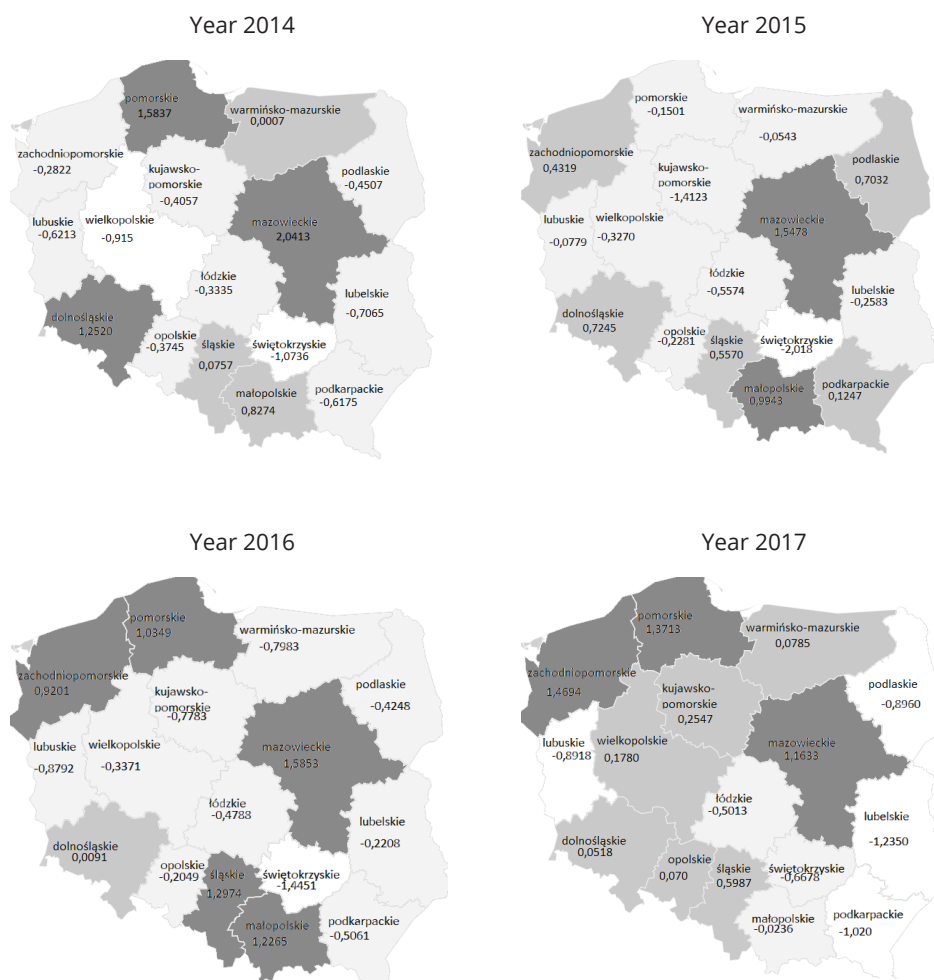 Year 2014
pomorskie
1,5837
warmińsko-mazurskie
0,0007
zachodniopomorskie
-0,2822
kujawsko-
pomorskie
-0,4057
podlaskie
-0,4507
lubuskie
-0,6213
wielkopolskie
-0,915
mazowieckie
2,0413
łódzkie
-0,3335
lubelskie
-0,7065
dolnośląskie
1,2520
opolskie
-0,3745
śląskie
0,0757
świętokrzyskie
-1,0736
małopolskie
0,8274
podkarpackie
-0,6175
Year 2015
pomorskie
-0,1501
warmińsko-mazurskie
-0,0543
zachodniopomorskie
0,4319
kujawsko-
pomorskie
-1,4123
podlaskie
0,7032
lubuskie
-0,0779
wielkopolskie
-0,3270
mazowieckie
1,5478
łódzkie
-0,5574
lubelskie
-0,2583
dolnośląskie
0,7245
opolskie
-0,2281
śląskie
0,5570
świętokrzyskie
-2,018
małopolskie
0,9943
podkarpackie
0,1247
Year 2016
pomorskie
1,0349
warmińsko-mazurskie
-0,7983
zachodniopomorskie
0,9201
kujawsko-
pomorskie
-0,7783
podlaskie
-0,4248
lubuskie
-0,8792
wielkopolskie
-0,3371
mazowieckie
1,5853
łódzkie
-0,4788
lubelskie
-0,2208
dolnośląskie
0,0091
opolskie
-0,2049
śląskie
1,2974
świętokrzyskie
-1,4451
małopolskie
1,2265
podkarpackie
-0,5061
Year 2017
pomorskie
1,3713
warmińsko-mazurskie
0,0785
zachodniopomorskie
1,4694
kujawsko-
pomorskie
0,2547
podlaskie
-0,8960
lubuskie
-0,8918
wielkopolskie
0,1780
mazowieckie
1,1633
łódzkie
-0,5013
lubelskie
-1,2350
dolnośląskie
0,0518
opolskie
0,070
śląskie
0,5987
świętokrzyskie
-0,6678
małopolskie
-0,0236
podkarpackie
-1,020